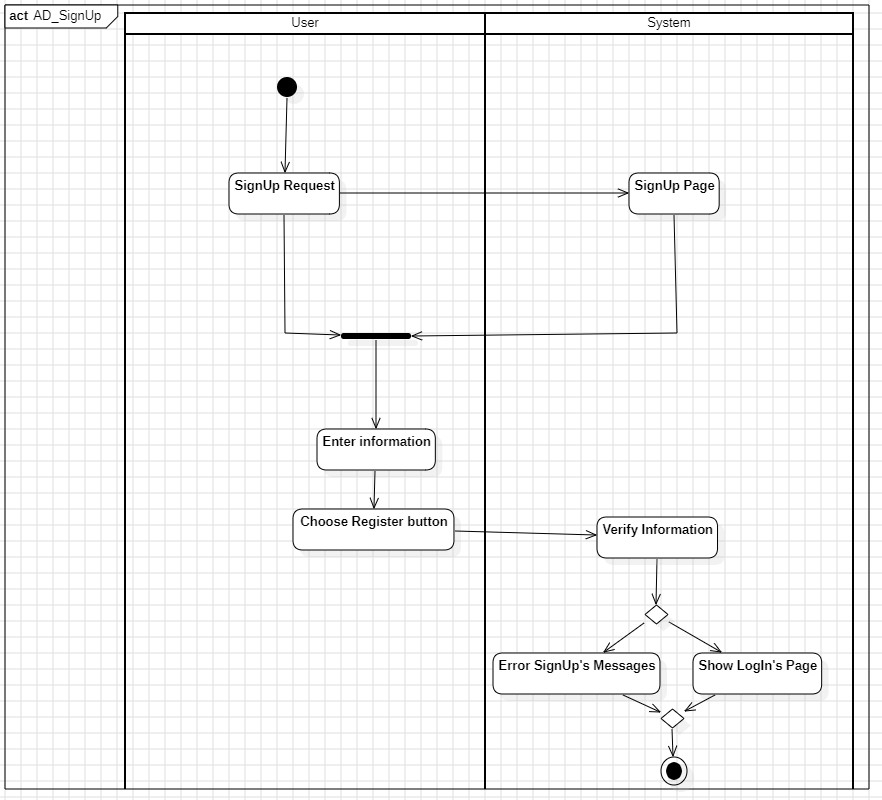 act AD_SignUp
User
System
SignUp Request
SignUp Page
Enter information
Choose Register button
Verify Information
Error SignUp's Messages
Show LogIn's Page